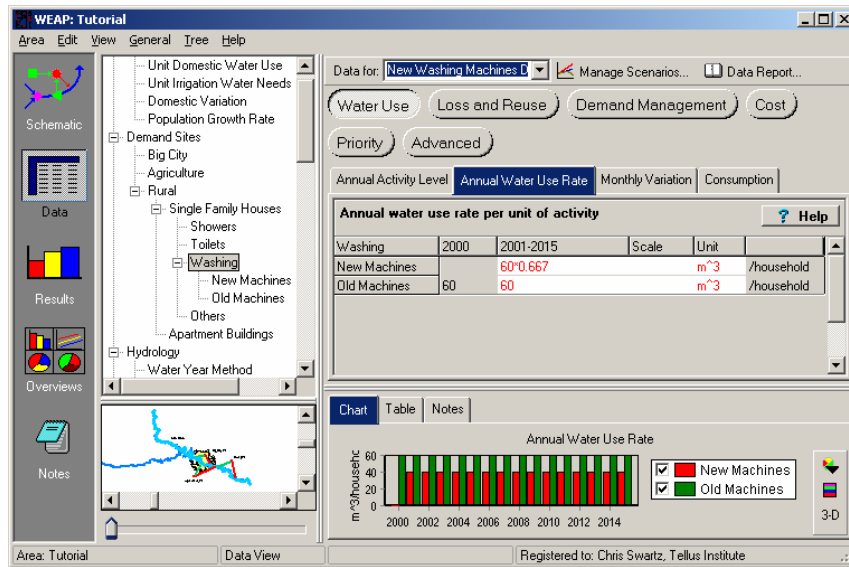 WEAP: Tutorial
Area Edit View General Tree Help
Schematic
Data
Results
Overviews
Notes
Unit Domestic Water Use
Unit Irrigation Water Needs
Domestic Variation
Population Growth Rate
Demand Sites
Big City
Agriculture
Rural
Single Family Houses
Showers
Toilets
Washing
New Machines
Old Machines
Others
Apartment Buildings
Hydrology
Water Year Method
Data for: New Washing Machines D Manage Scenarios... Data Report...
Water Use Loss and Reuse Demand Management Cost
Priority Advanced
Annual Activity Level Annual Water Use Rate Monthly Variation Consumption
Annual water use rate per unit of activity ? Help
Washing 2000 2001-2015 Scale Unit
New Machines 60*0.667 m^3 /household
Old Machines 60 60 m^3 /household
Chart Table Notes
Annual Water Use Rate
m^3/househc
60
40
20
0
2000 2002 2004 2006 2008 2010 2012 2014
New Machines
Old Machines
3-D
Area: Tutorial Data View Registered to: Chris Swartz, Tellus Institute